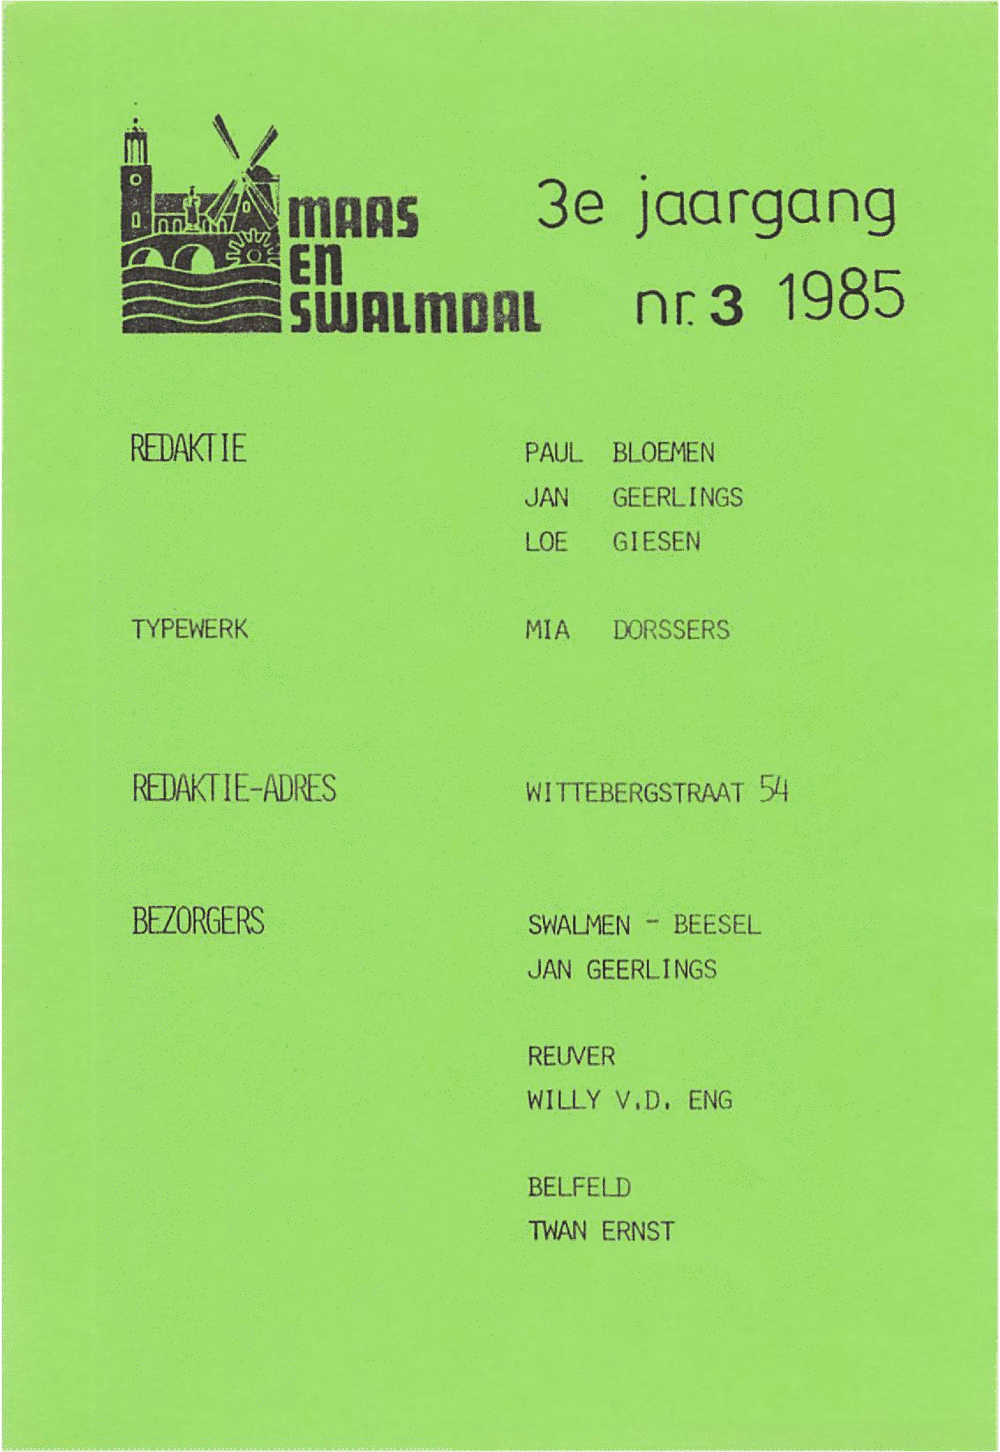 MAAS
EN
SWALMDAL
3e jaargang
nr. 3 1985
REDAKTIE
PAUL BLOEMEN
JAN GEERLINGS
LOE GIESEN
TYPEWERK
MIA DORSSERS
REDAKTIE-ADRES
WITTEBERGSTRAAT 54
BEZORGERS
SWALMEN - BEESEL
JAN GEERLINGS
REUVER
WILLY V.D. ENG
BELFELD
TWAN ERNST